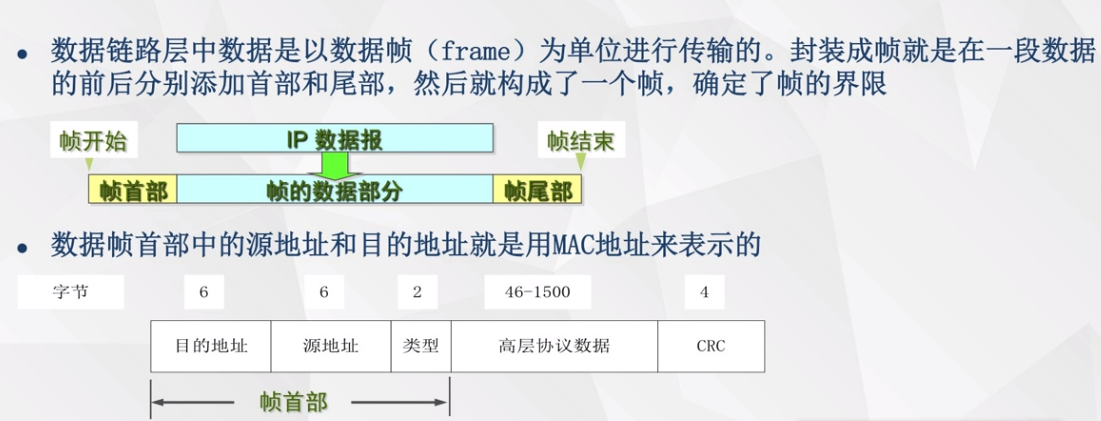 • 数据链路层中数据是以数据帧（frame）为单位进行传输的。封装成帧就是在一段数据
的前后分别添加首部和尾部，然后就构成了一个帧，确定了帧的界限
帧开始 IP 数据报 帧结束
帧首部 帧的数据部分 帧尾部
• 数据帧首部中的源地址和目的地址就是用MAC地址来表示的
字节 6 6 2 46-1500 4
目的地址 源地址 类型 高层协议数据 CRC
帧首部